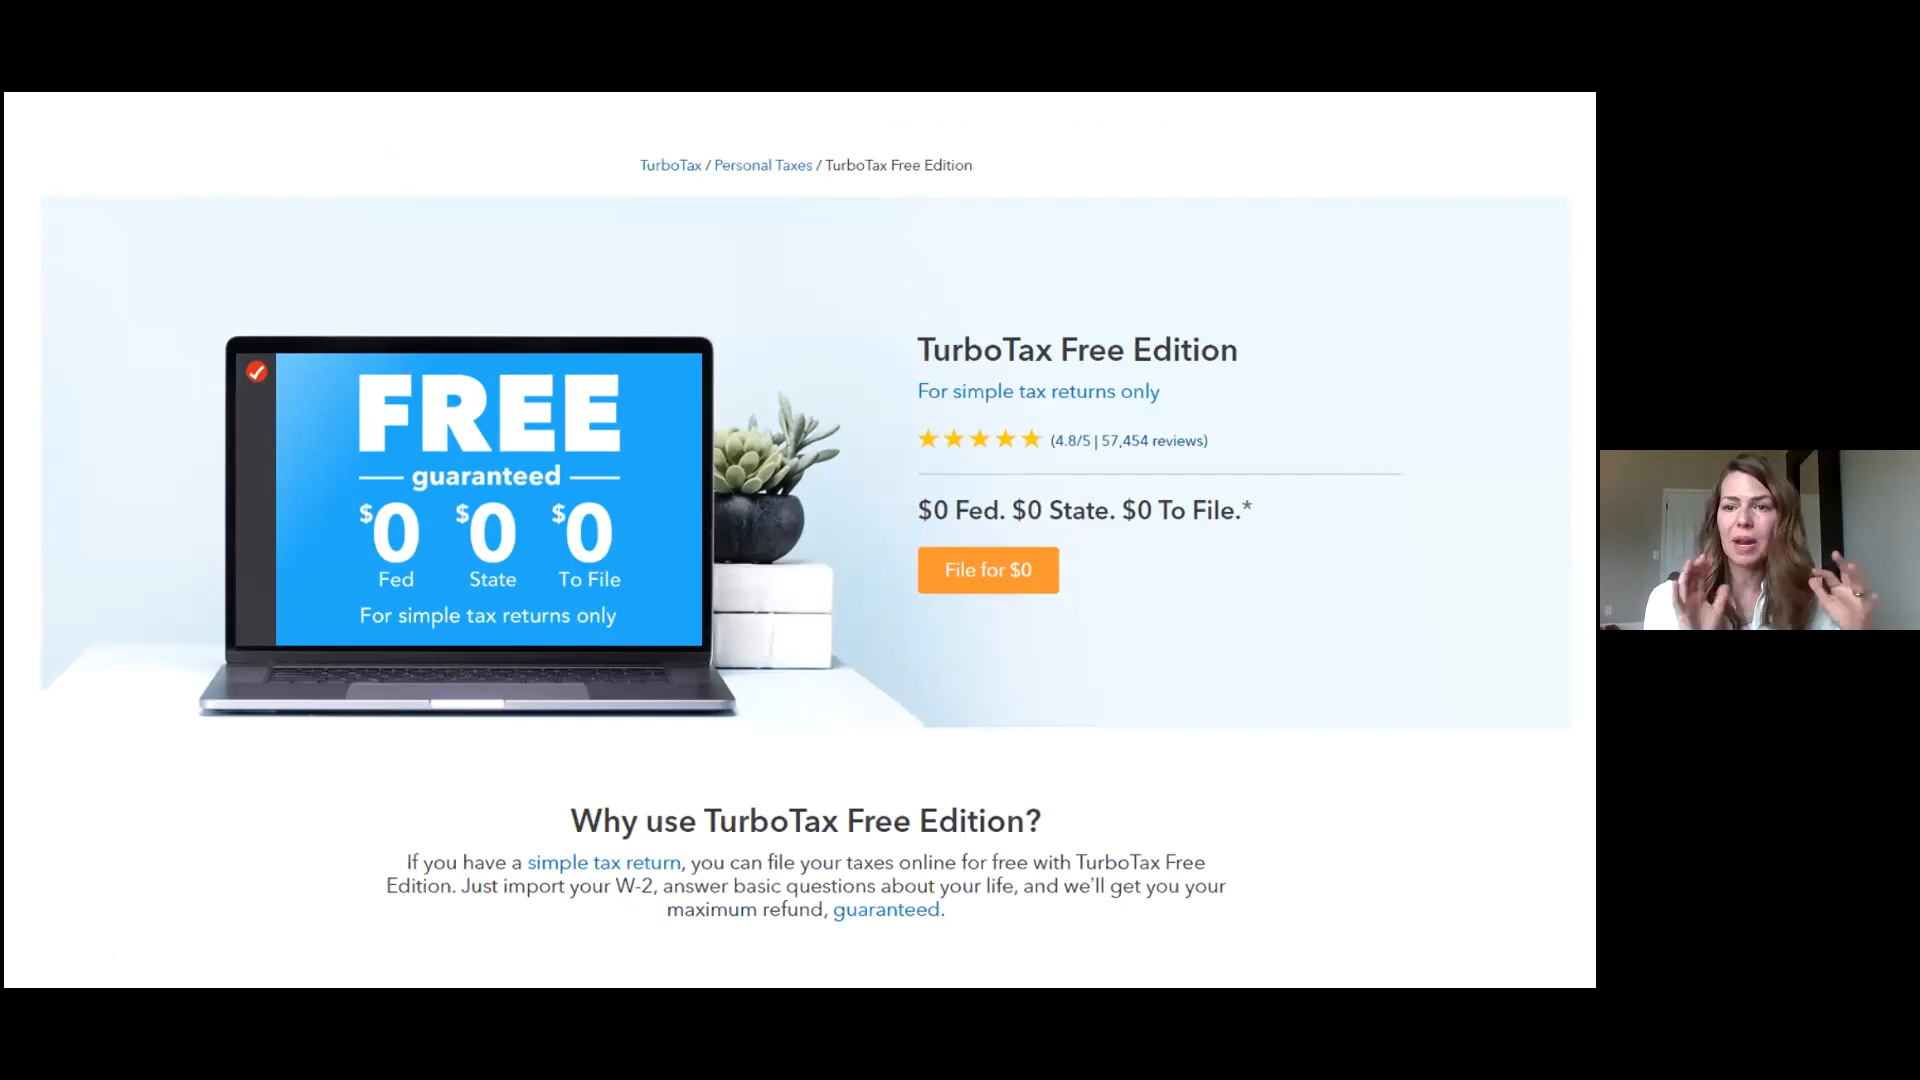 TurboTax / Personal Taxes / TurboTax Free Edition
FREE
guaranteed
$0 $0 $0
Fed State To File
For simple tax returns only
TurboTax Free Edition
For simple tax returns only
(4.8/5 | 57,454 reviews)
$0 Fed. $0 State. $0 To File.*
File for $0
Why use TurboTax Free Edition?
If you have a simple tax return, you can file your taxes online for free with TurboTax Free
Edition. Just import your W-2, answer basic questions about your life, and we'll get you your
maximum refund, guaranteed.